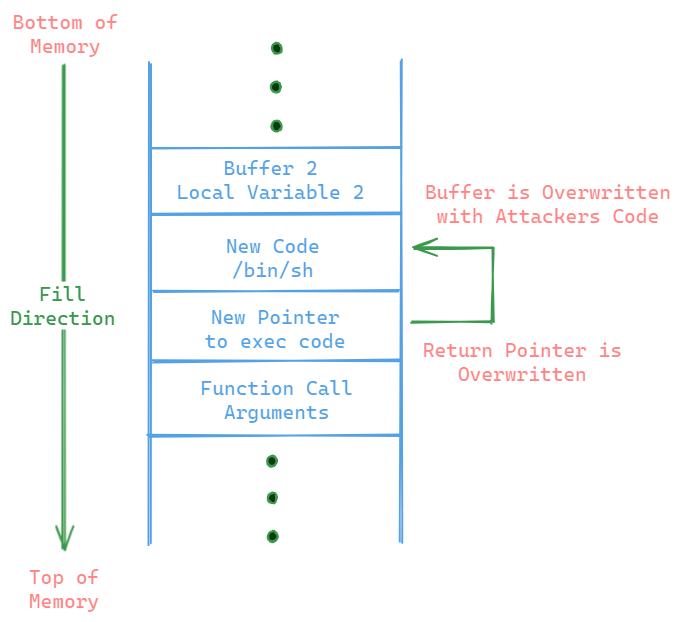 Bottom of
Memory
Buffer 2
Local Variable 2
Buffer is Overwritten
with Attackers Code
New Code
/bin/sh
Fill
Direction
New Pointer
to exec code
Return Pointer is
Overwritten
Function Call
Arguments
Top of
Memory